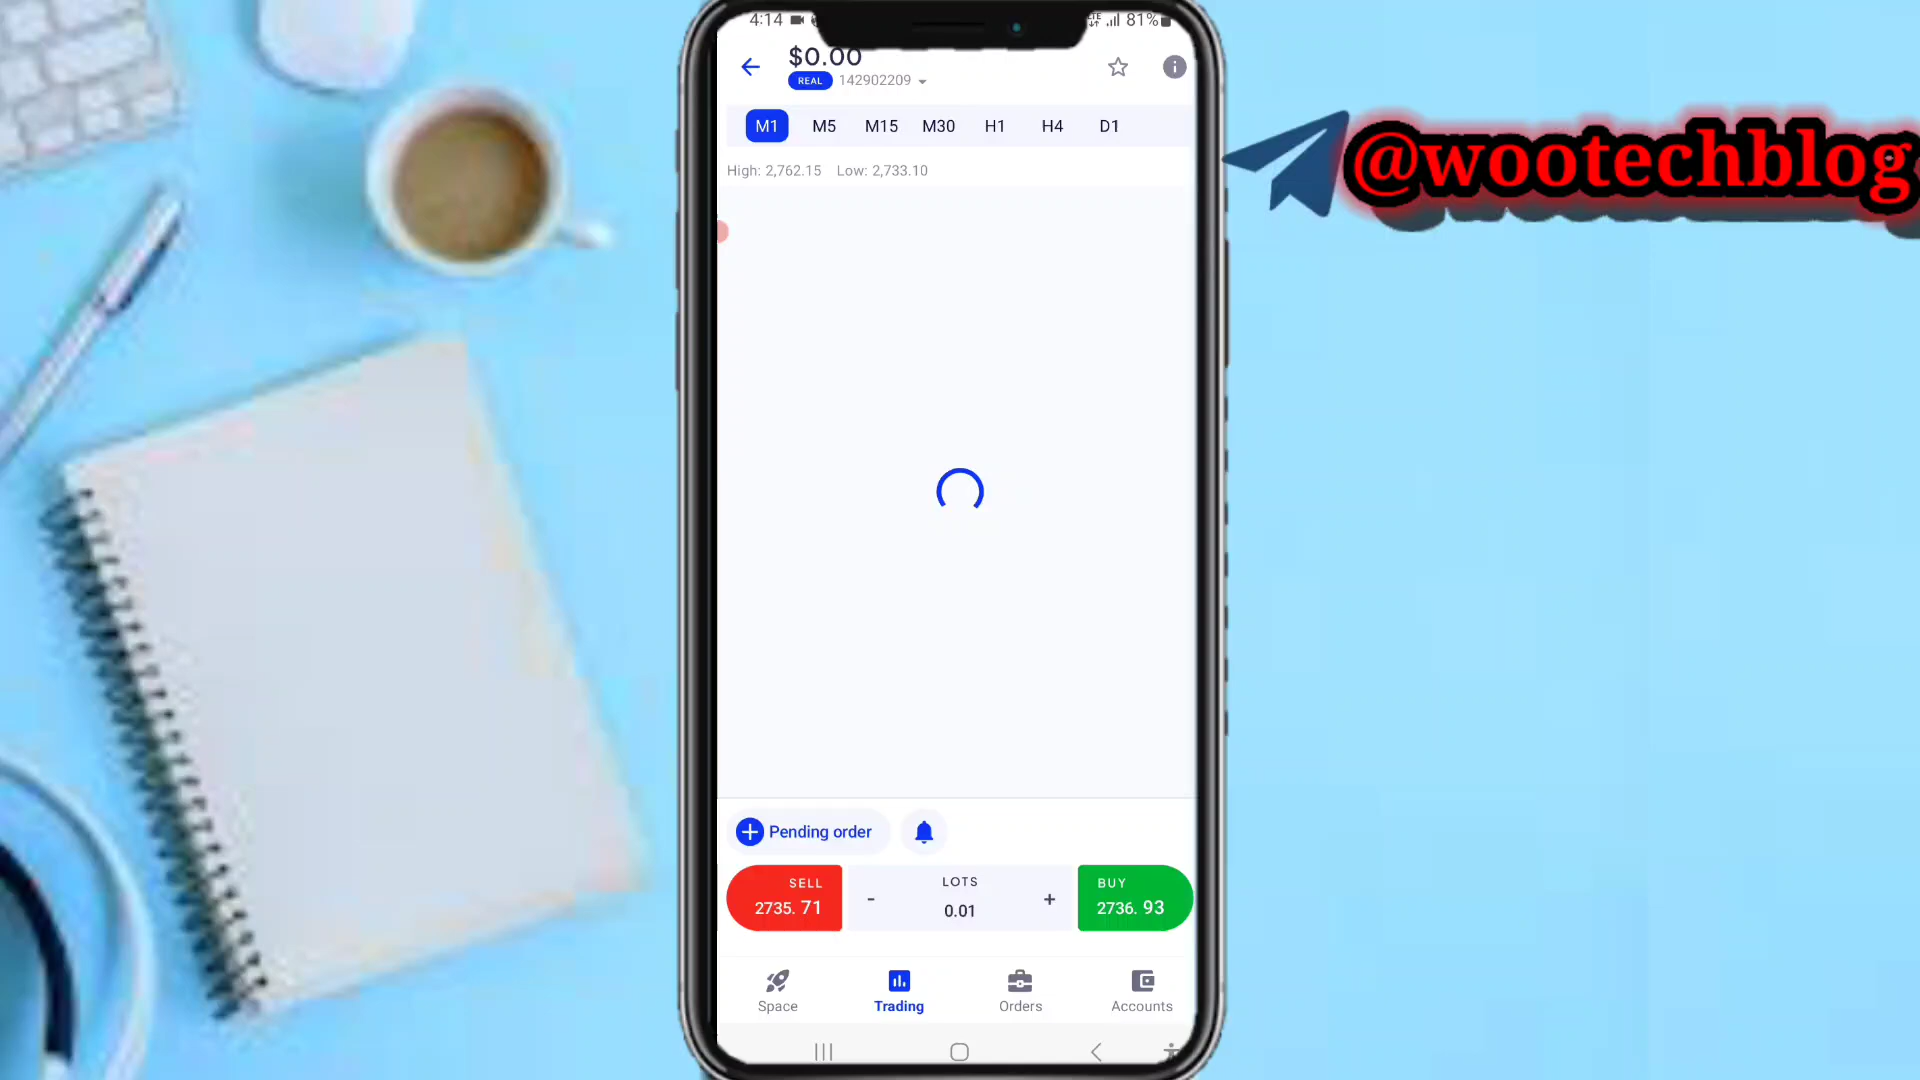 4:14
LTE 81%
$0.00
REAL 142902209
M1 M5 M15 M30 H1 H4 D1
High: 2,762.15 Low: 2,733.10
@wootechblog
Pending order
SELL
2735. 71
-
LOTS
0.01
+
BUY
2736. 93
Space
Trading
Orders
Accounts